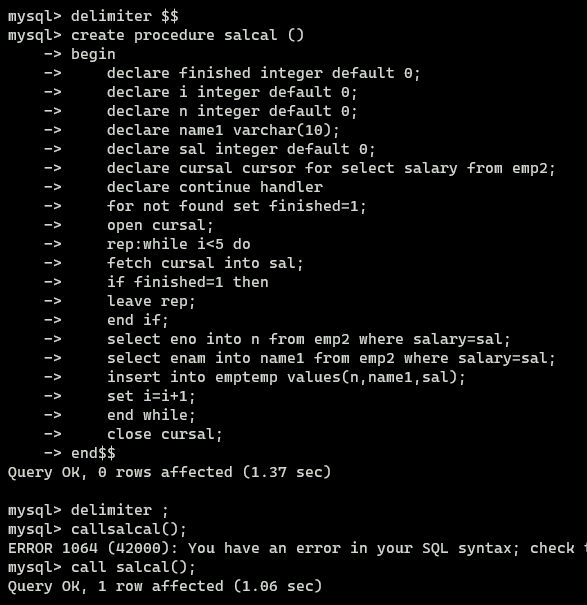 mysql> delimiter $$
mysql> create procedure salcal ()
    -> begin
    ->     declare finished integer default 0;
    ->     declare i integer default 0;
    ->     declare n integer default 0;
    ->     declare name1 varchar(10);
    ->     declare sal integer default 0;
    ->     declare cursal cursor for select salary from emp2;
    ->     declare continue handler
    ->     for not found set finished=1;
    ->     open cursal;
    ->     rep:while i<5 do
    ->     fetch cursal into sal;
    ->     if finished=1 then
    ->     leave rep;
    ->     end if;
    ->     select eno into n from emp2 where salary=sal;
    ->     select enam into name1 from emp2 where salary=sal;
    ->     insert into emptemp values(n,name1,sal);
    ->     set i=i+1;
    ->     end while;
    ->     close cursal;
    -> end$$
Query OK, 0 rows affected (1.37 sec)

mysql> delimiter ;
mysql> callsalcal();
ERROR 1064 (42000): You have an error in your SQL syntax; check
mysql> call salcal();
Query OK, 1 row affected (1.06 sec)